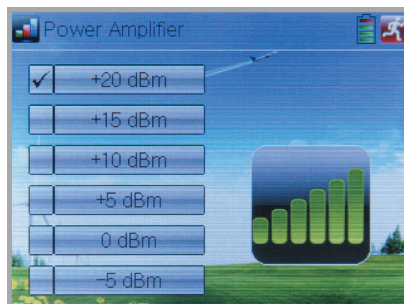 Power Amplifier
+20 dBm
+15 dBm
+10 dBm
+5 dBm
0 dBm
-5 dBm